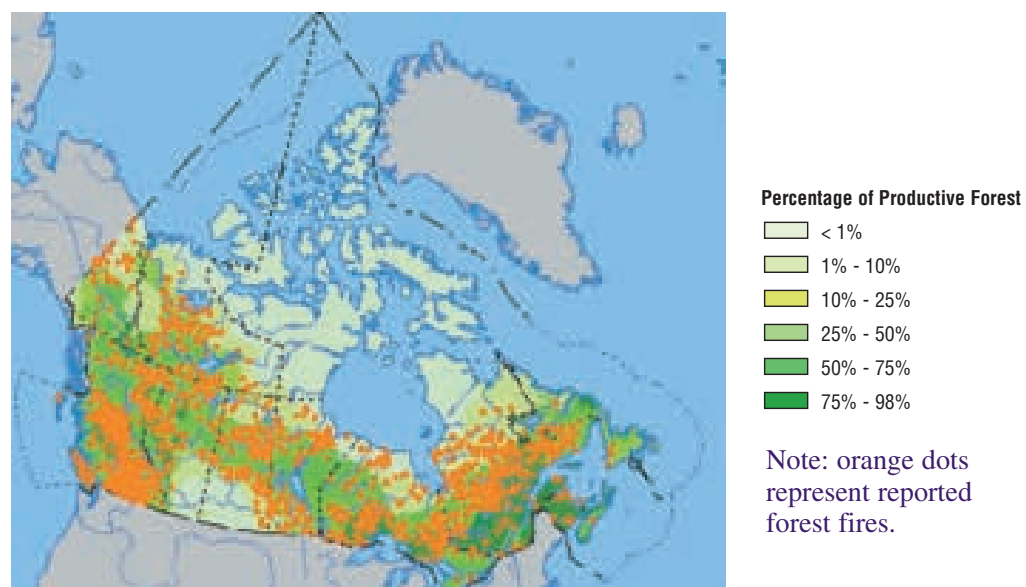 Percentage of Productive Forest
< 1%
1% - 10%
10% - 25%
25% - 50%
50% - 75%
75% - 98%
Note: orange dots
represent reported
forest fires.